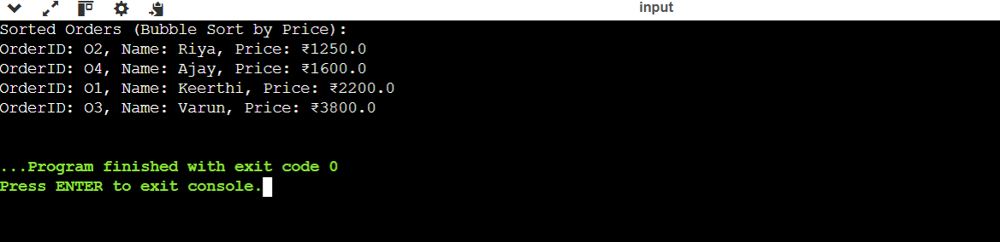 input
Sorted Orders (Bubble Sort by Price):
OrderID: O2, Name: Riya, Price: ₹1250.0
OrderID: O4, Name: Ajay, Price: ₹1600.0
OrderID: O1, Name: Keerthi, Price: ₹2200.0
OrderID: O3, Name: Varun, Price: ₹3800.0
...Program finished with exit code 0
Press ENTER to exit console.